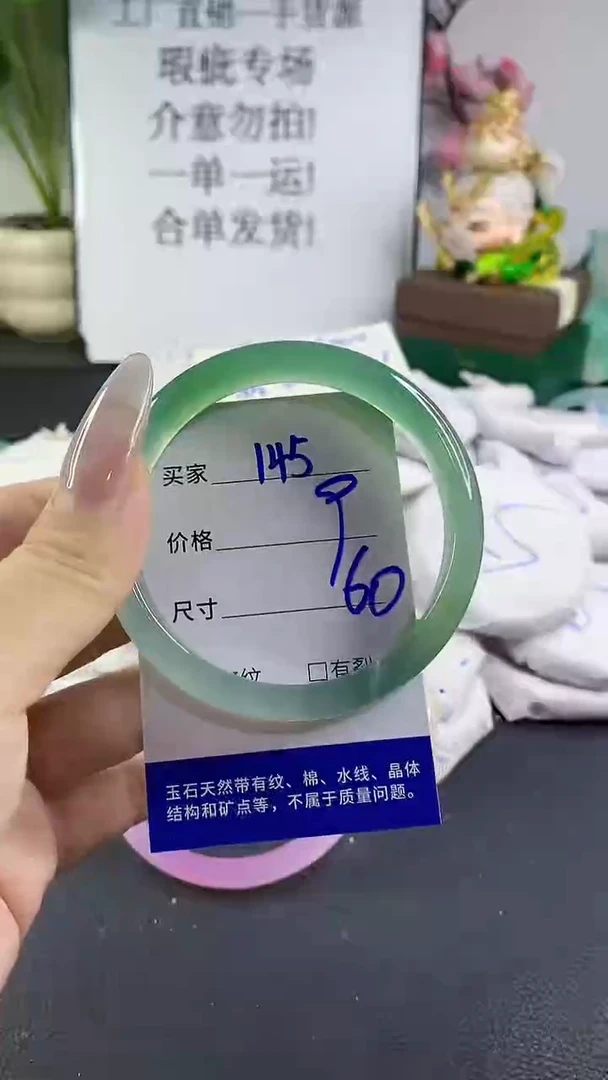 工厂直销一手货源
瑕疵专场
介意勿拍!
一单一运!
合单发货!
买家 145
价格
尺寸 60
纹 □有裂
玉石天然带有纹、棉、水线、晶体
结构和矿点等，不属于质量问题。